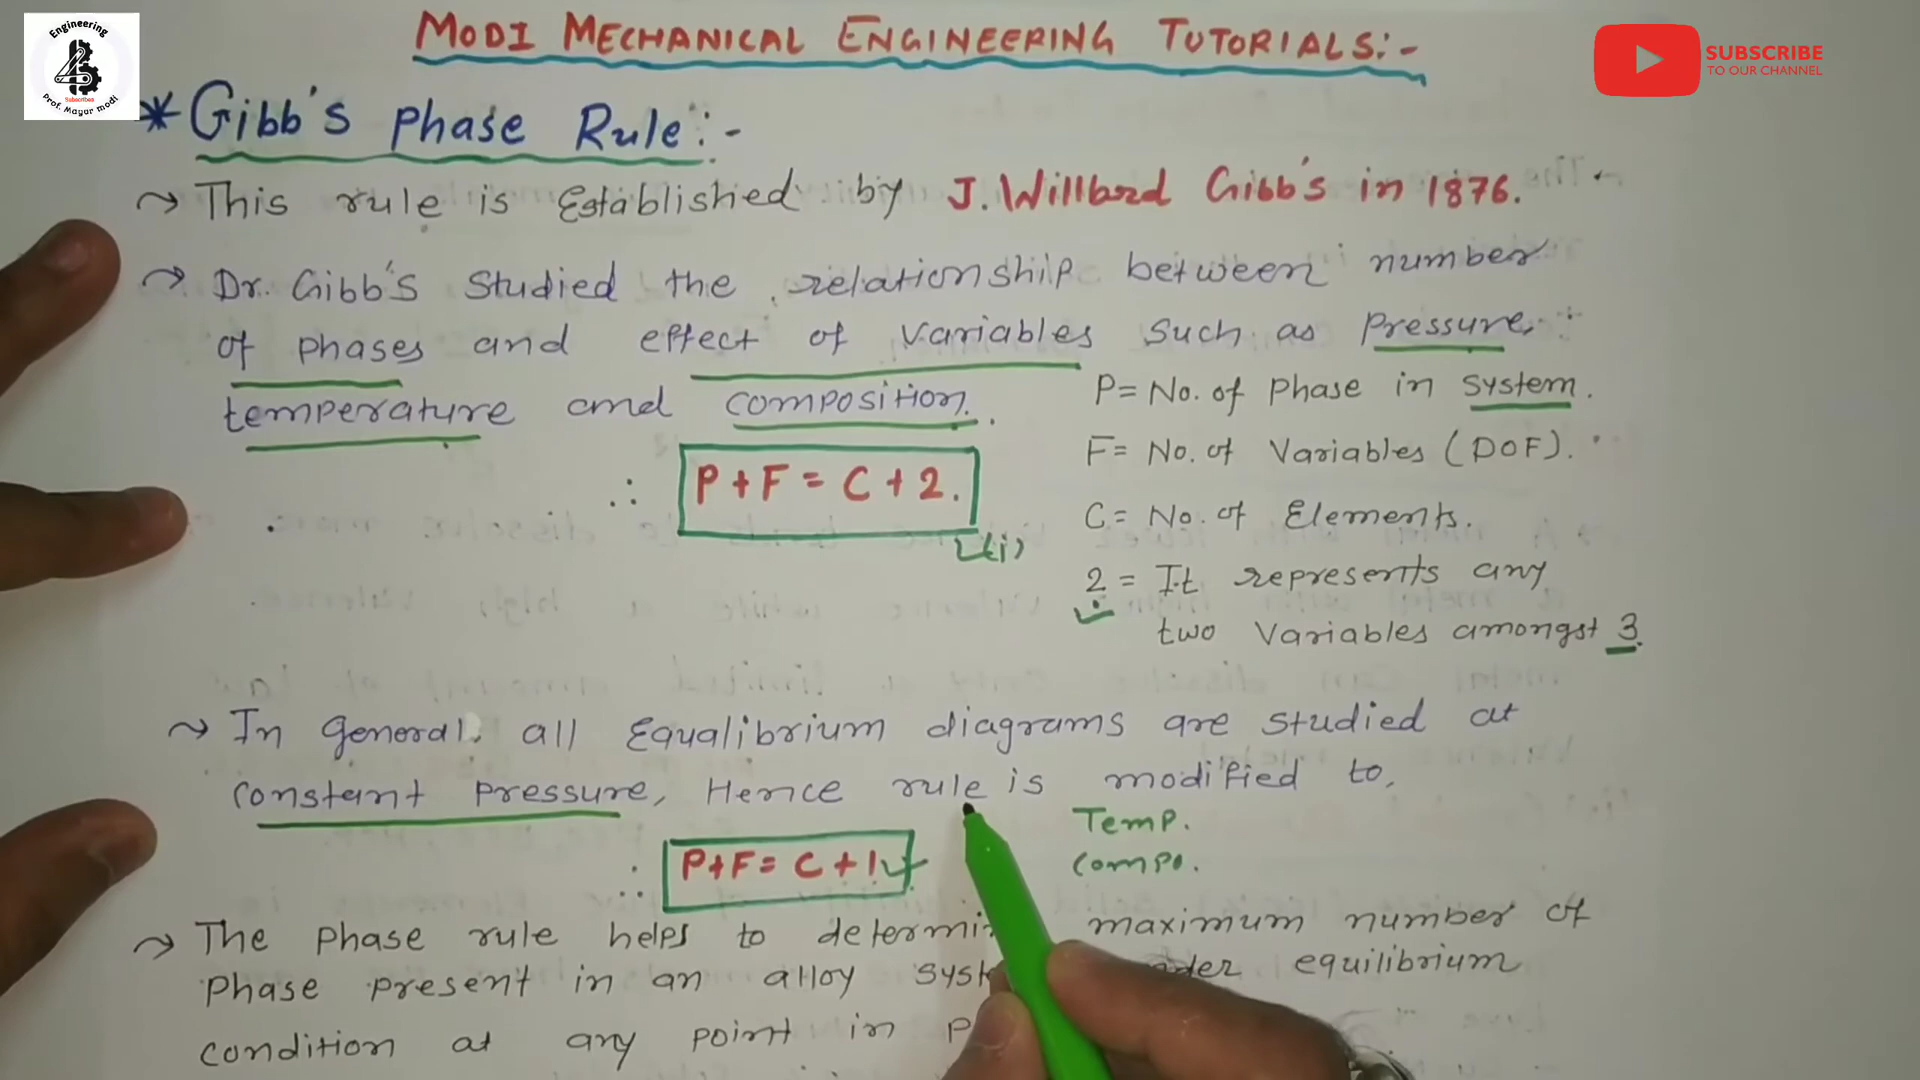 Engineering
Subscribes
Prof. Mayur modi
MODI MECHANICAL ENGINEERING TUTORIALS:-
SUBSCRIBE
TO OUR CHANNEL
* Gibb's Phase Rule:-
→ This rule is Established by J. Willbord Gibb's in 1876.
→ Dr. Gibb's Studied the relationship between number
of phases and effect of variables such as pressure,
temperature and composition.
P = No. of Phase in System.
F = No. of Variables (DOF).
∴ P + F = C + 2.
(i)
C = No. of Elements.
2 = It represents any
two Variables amongst 3.
→ In general, all Equalibrium diagrams are studied at
constant pressure, Hence rule is modified to,
Temp.
Compo.
∴ P+F = C+1
→ The phase rule helps to determi maximum number of
Phase present in an alloy equilibrium
condition at any point in